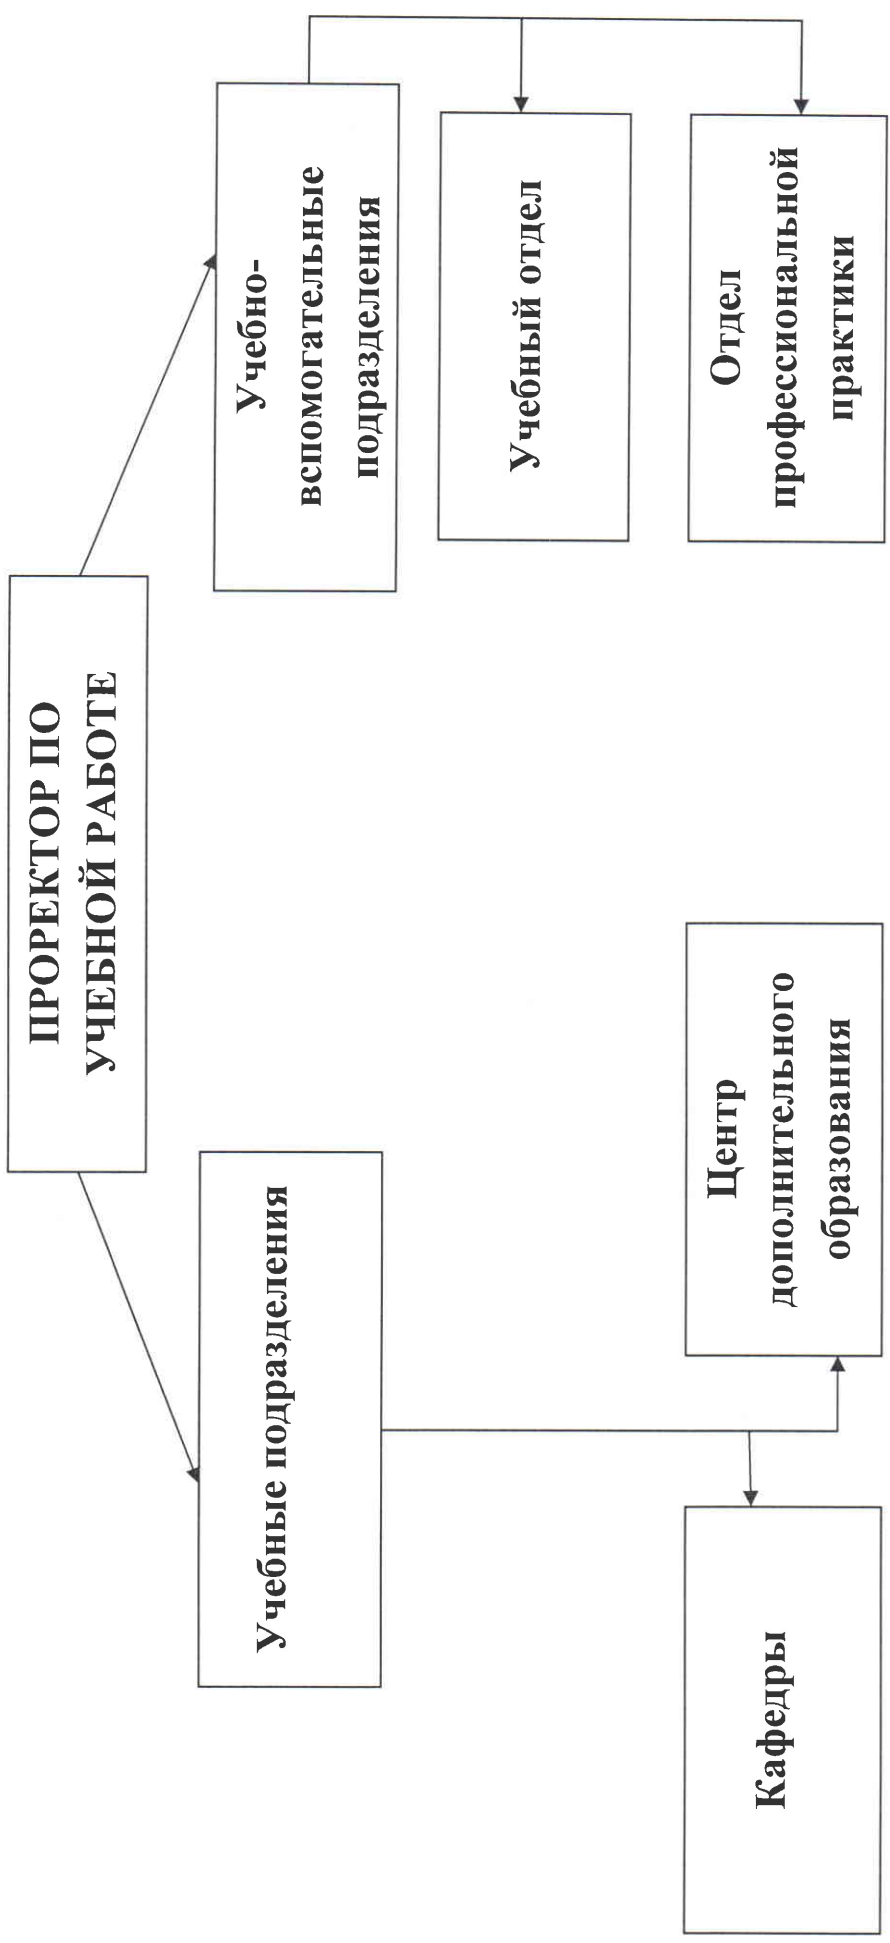 ПРОРЕКТОР ПО
УЧЕБНОЙ РАБОТЕ
Учебные подразделения
Учебно-
вспомогательные
подразделения
Учебный отдел
Кафедры
Центр
дополнительного
образования
Отдел
профессиональной
практики